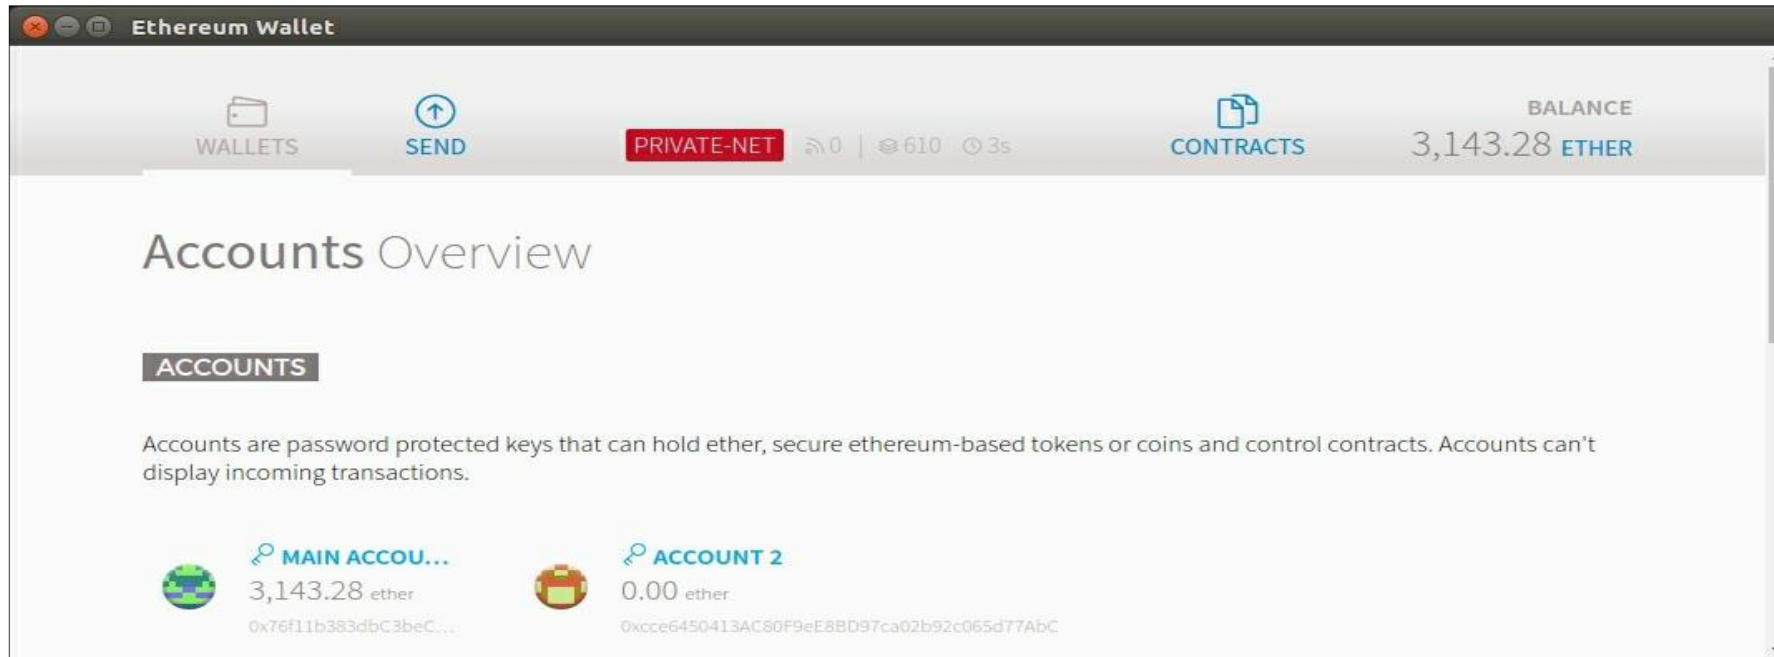 Ethereum Wallet
WALLETS
SEND
PRIVATE-NET 0 | 610 3s
CONTRACTS
BALANCE
3,143.28 ETHER
Accounts Overview
ACCOUNTS
Accounts are password protected keys that can hold ether, secure ethereum-based tokens or coins and control contracts. Accounts can't
display incoming transactions.
MAIN ACCOU...
3,143.28 ether
0x76f11b383dbC3beC...
ACCOUNT 2
0.00 ether
0xcce6450413AC80F9eE8BD97ca02b92c065d77AbC